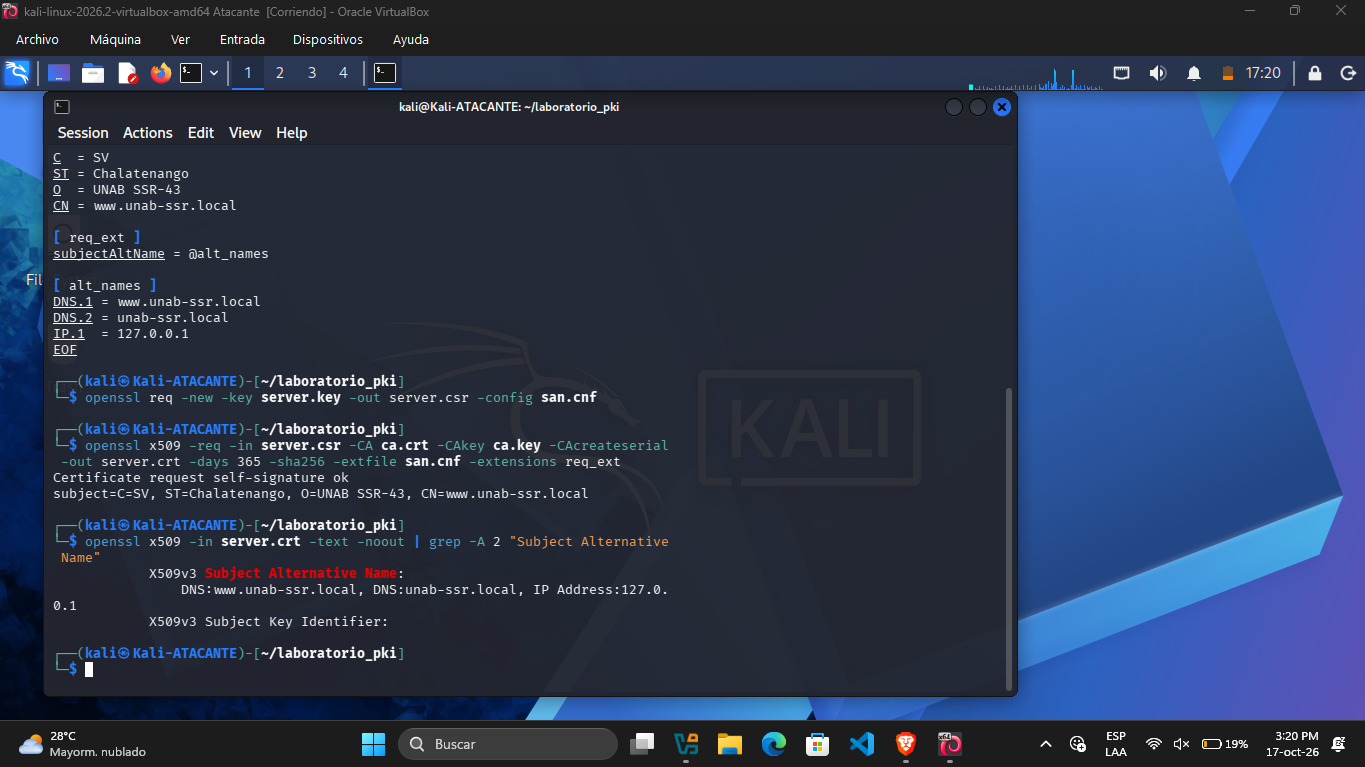 kali-linux-2026.2-virtualbox-amd64 Atacante [Corriendo] - Oracle VirtualBox
Archivo Máquina Ver Entrada Dispositivos Ayuda
1 2 3 4 17:20
kali@Kali-ATACANTE: ~/laboratorio_pki
Session Actions Edit View Help
C  = SV
ST = Chalatenango
O  = UNAB SSR-43
CN = www.unab-ssr.local
[ req_ext ]
subjectAltName = @alt_names
Fil
[ alt_names ]
DNS.1 = www.unab-ssr.local
DNS.2 = unab-ssr.local
IP.1  = 127.0.0.1
EOF
┌──(kali㉿Kali-ATACANTE)-[~/laboratorio_pki]
└─$ openssl req -new -key server.key -out server.csr -config san.cnf
┌──(kali㉿Kali-ATACANTE)-[~/laboratorio_pki]
└─$ openssl x509 -req -in server.csr -CA ca.crt -CAkey ca.key -CAcreateserial
-out server.crt -days 365 -sha256 -extfile san.cnf -extensions req_ext
Certificate request self-signature ok
subject=C=SV, ST=Chalatenango, O=UNAB SSR-43, CN=www.unab-ssr.local
┌──(kali㉿Kali-ATACANTE)-[~/laboratorio_pki]
└─$ openssl x509 -in server.crt -text -noout | grep -A 2 "Subject Alternative
Name"
X509v3 Subject Alternative Name:
DNS:www.unab-ssr.local, DNS:unab-ssr.local, IP Address:127.0.
0.1
X509v3 Subject Key Identifier:
┌──(kali㉿Kali-ATACANTE)-[~/laboratorio_pki]
└─$
KALI
28°C
Mayorm. nublado
Buscar
ESP
LAA
19%
3:20 PM
17-oct-26